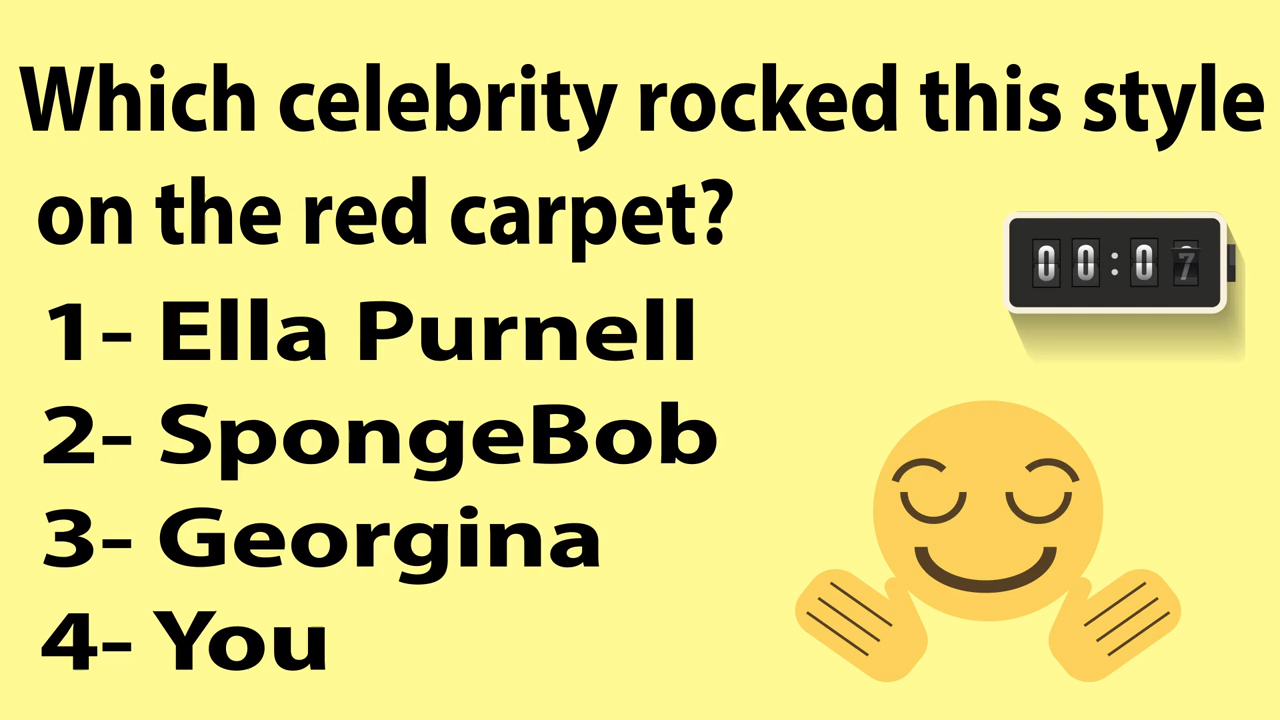 Which celebrity rocked this style
on the red carpet?
00:07
1- Ella Purnell
2- SpongeBob
3- Georgina
4- You